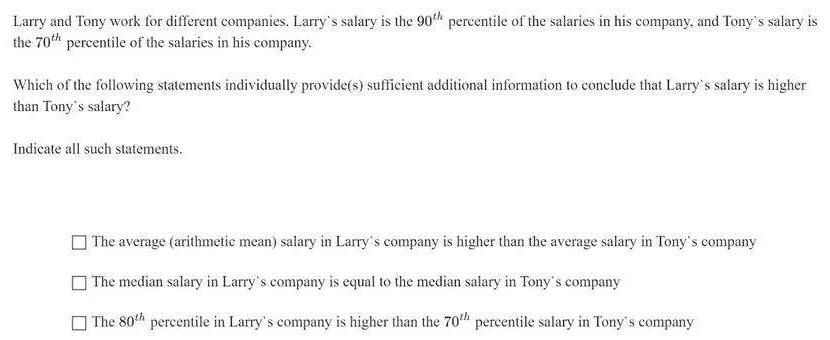 Larry and Tony work for different companies. Larry`s salary is the 90th percentile of the salaries in his company, and Tony`s salary is
the 70th percentile of the salaries in his company.
Which of the following statements individually provide(s) sufficient additional information to conclude that Larry`s salary is higher
than Tony`s salary?
Indicate all such statements.
The average (arithmetic mean) salary in Larry`s company is higher than the average salary in Tony`s company
The median salary in Larry`s company is equal to the median salary in Tony`s company
The 80th percentile in Larry`s company is higher than the 70th percentile salary in Tony`s company